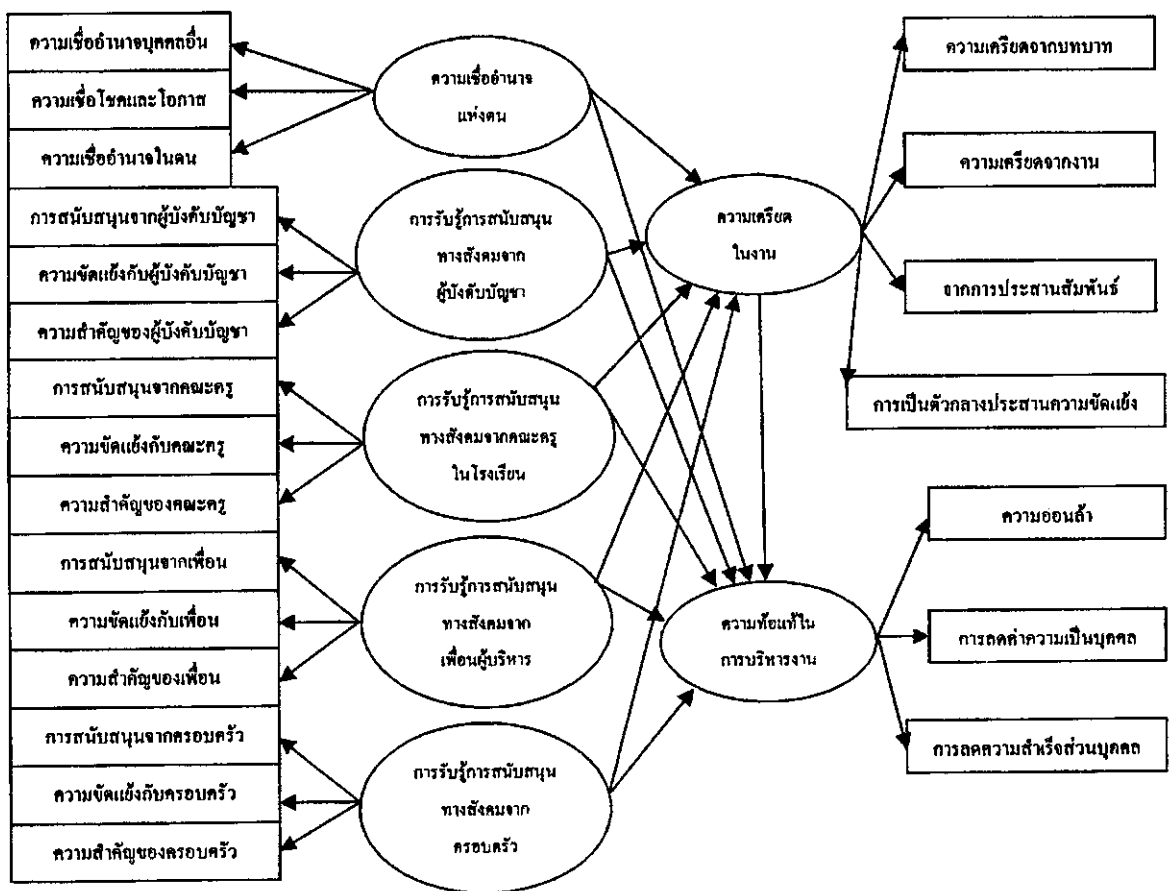 ความเชื่ออำนาจบุคคลอื่น
ความเชื่อโชคและโอกาส
ความเชื่ออำนาจในตน
การสนับสนุนจากผู้บังคับบัญชา
ความขัดแย้งกับผู้บังคับบัญชา
ความสำคัญของผู้บังคับบัญชา
การสนับสนุนจากคณะครู
ความขัดแย้งกับคณะครู
ความสำคัญของคณะครู
การสนับสนุนจากเพื่อน
ความขัดแย้งกับเพื่อน
ความสำคัญของเพื่อน
การสนับสนุนจากครอบครัว
ความขัดแย้งกับครอบครัว
ความสำคัญของครอบครัว
ความเชื่ออำนาจ
แห่งตน
การรับรู้การสนับสนุน
ทางสังคมจาก
ผู้บังคับบัญชา
การรับรู้การสนับสนุน
ทางสังคมจากคณะครู
ในโรงเรียน
การรับรู้การสนับสนุน
ทางสังคมจาก
เพื่อนผู้บริหาร
การรับรู้การสนับสนุน
ทางสังคมจาก
ครอบครัว
ความเครียด
ในงาน
ความท้อแท้ใน
การบริหารงาน
ความเครียดจากบทบาท
ความเครียดจากงาน
จากการประสานสัมพันธ์
การเป็นตัวกลางประสานความขัดแย้ง
ความอ่อนล้า
การลดค่าความเป็นบุคคล
การลดความสำเร็จส่วนบุคคล